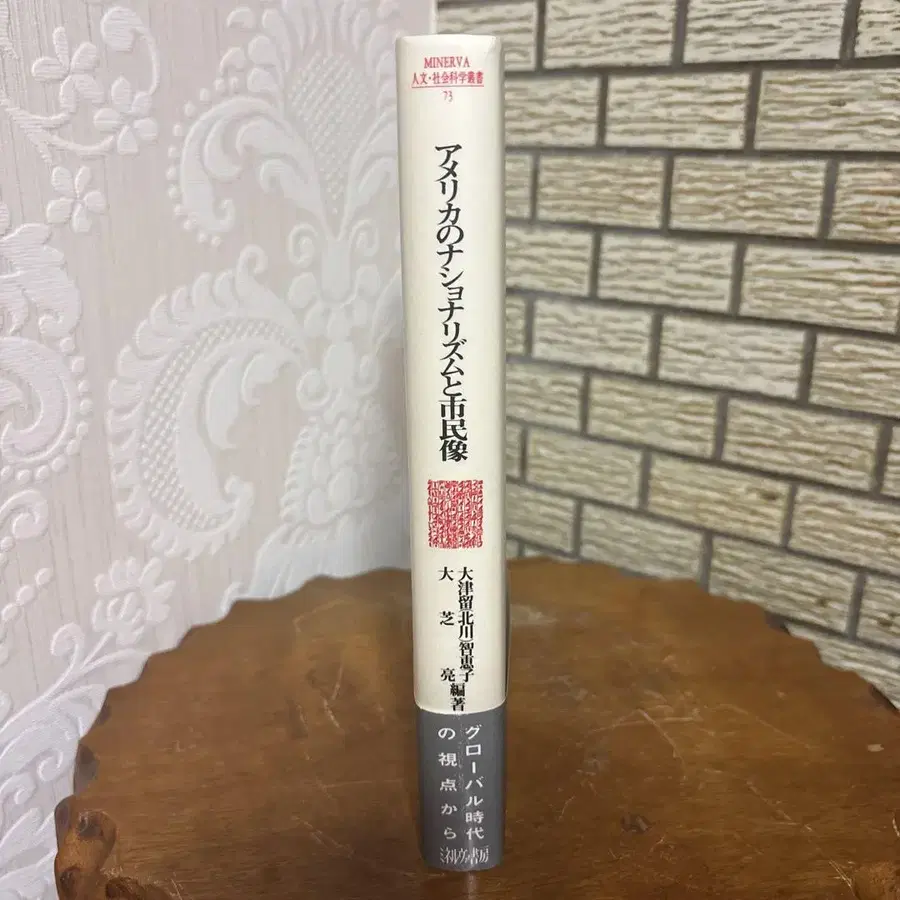 MINERVA
人文・社会科学叢書
73
アメリカのナショナリズムと市民像
大津留(北川)智恵子
大芝 亮
編著
グローバル時代
の視点から
ミネルヴァ書房